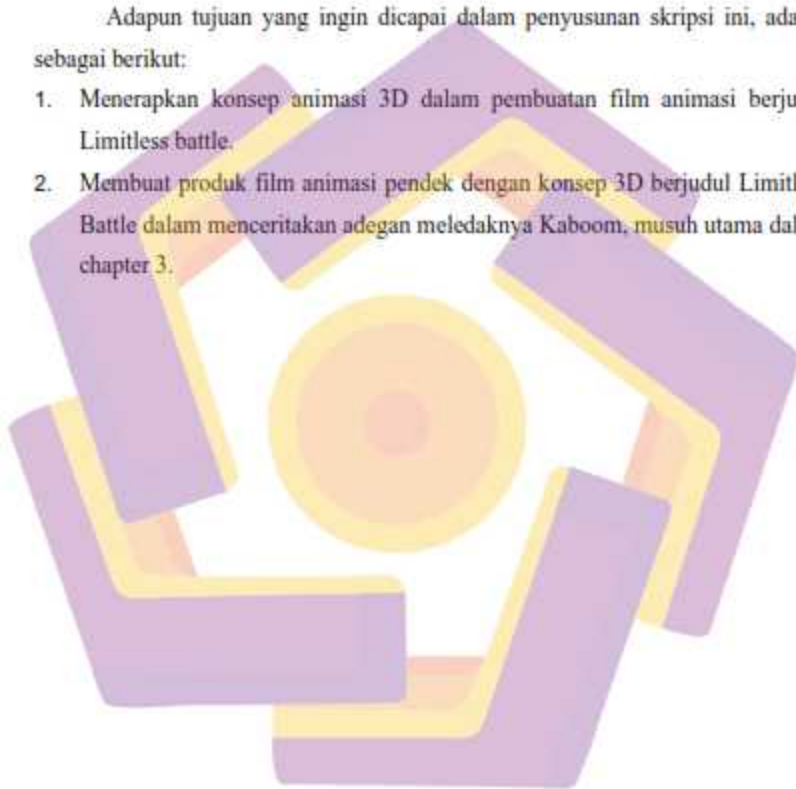 Adapun tujuan yang ingin dicapai dalam penyusunan skripsi ini, ada
sebagai berikut:
1. Menerapkan konsep animasi 3D dalam pembuatan film animasi berju
Limitless battle.
2. Membuat produk film animasi pendek dengan konsep 3D berjudul Limitl
Battle dalam menceritakan adegan meledaknya Kaboom, musuh utama dal
chapter 3.